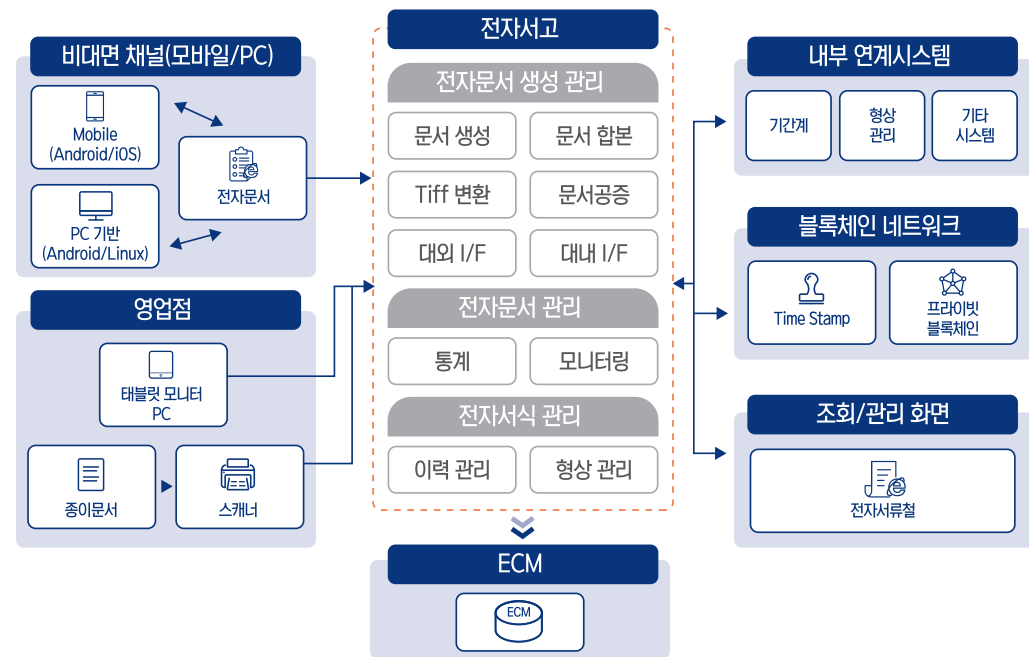 비대면 채널(모바일/PC)
Mobile
(Android/iOS)
PC 기반
(Android/Linux)
전자문서
영업점
태블릿 모니터
PC
종이문서
스캐너
전자서고
전자문서 생성 관리
문서 생성
문서 합본
Tiff 변환
문서공증
대외 I/F
대내 I/F
전자문서 관리
통계
모니터링
전자서식 관리
이력 관리
형상 관리
ECM
ECM
내부 연계시스템
기간계
형상
관리
기타
시스템
블록체인 네트워크
Time Stamp
프라이빗
블록체인
조회/관리 화면
전자서류철